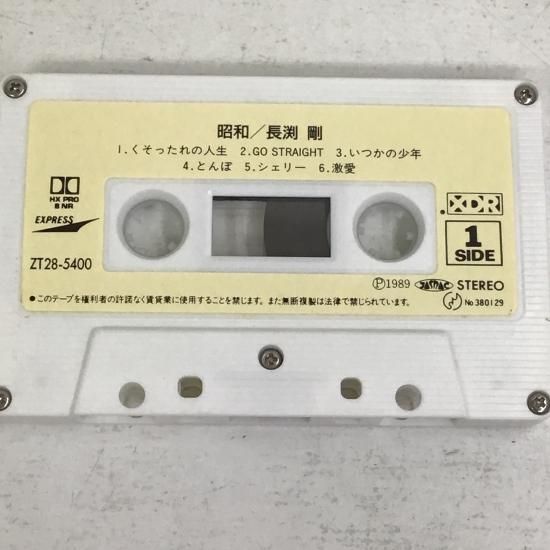 昭和／長渕 剛
1.くそったれの人生 2.GO STRAIGHT 3.いつかの少年
4.とんぼ 5.シェリー 6.激愛
HX PRO
B NR
EXPRESS
XDR
1
SIDE
ZT28-5400
Ⓟ1989 JASRAC STEREO
●このテープを権利者の許諾なく賃貸業に使用することを禁じます。また無断複製は法律で禁じられています。
No380129